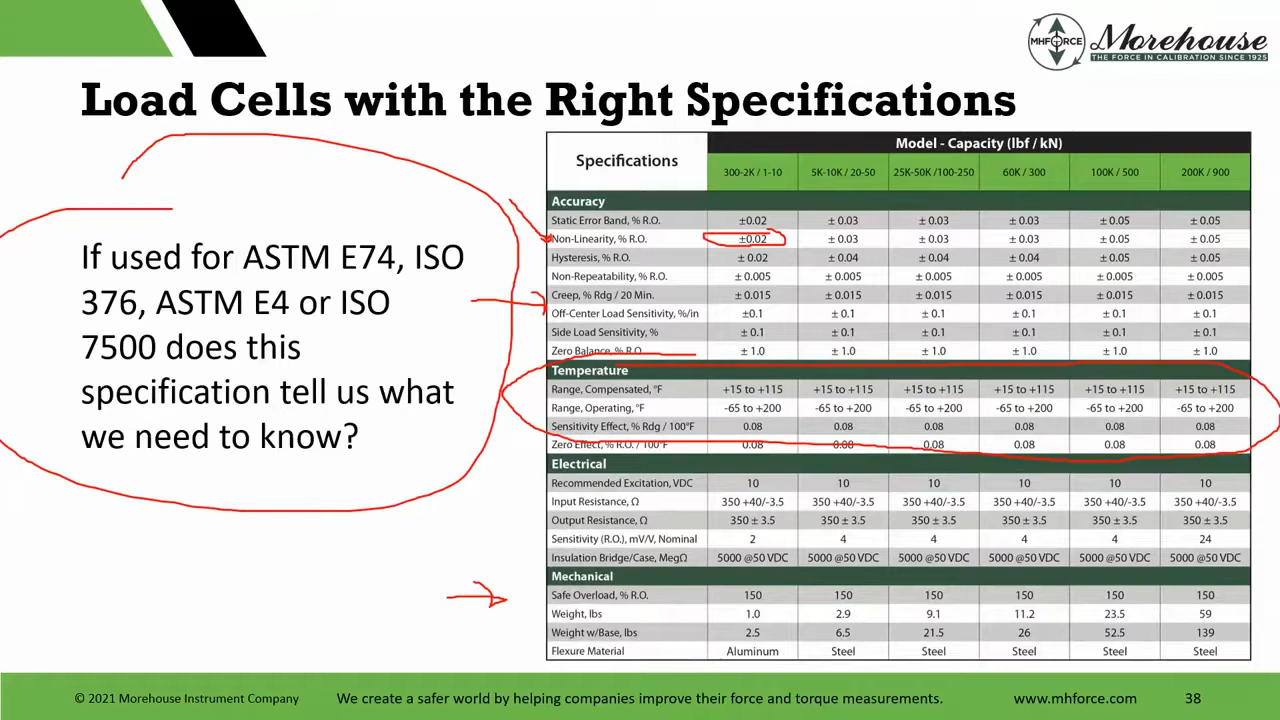 MHFORCE
Morehouse
THE FORCE IN CALIBRATION SINCE 1925
Load Cells with the Right Specifications
If used for ASTM E74, ISO
376, ASTM E4 or ISO
7500 does this
specification tell us what
we need to know?
Specifications
Model - Capacity (lbf / kN)
300-2K / 1-10 5K-10K / 20-50 25K-50K /100-250 60K / 300 100K / 500 200K / 900
Accuracy
Static Error Band, % R.O. ±0.02 ± 0.03 ± 0.03 ± 0.03 ± 0.05 ± 0.05
Non-Linearity, % R.O. ±0.02 ± 0.03 ± 0.03 ± 0.03 ± 0.05 ± 0.05
Hysteresis, % R.O. ± 0.02 ± 0.04 ± 0.04 ± 0.04 ± 0.05 ± 0.05
Non-Repeatability, % R.O. ± 0.005 ± 0.005 ± 0.005 ± 0.005 ± 0.005 ± 0.005
Creep, % Rdg / 20 Min. ± 0.015 ± 0.015 ± 0.015 ± 0.015 ± 0.015 ± 0.015
Off-Center Load Sensitivity, %/in ±0.1 ± 0.1 ± 0.1 ± 0.1 ± 0.1 ± 0.1
Side Load Sensitivity, % ± 0.1 ± 0.1 ± 0.1 ± 0.1 ± 0.1 ± 0.1
Zero Balance, % R.O. ± 1.0 ± 1.0 ± 1.0 ± 1.0 ± 1.0 ± 1.0
Temperature
Range, Compensated, °F +15 to +115 +15 to +115 +15 to +115 +15 to +115 +15 to +115 +15 to +115
Range, Operating, °F -65 to +200 -65 to +200 -65 to +200 -65 to +200 -65 to +200 -65 to +200
Sensitivity Effect, % Rdg / 100°F 0.08 0.08 0.08 0.08 0.08 0.08
Zero Effect, % R.O. / 100°F 0.08 0.08 0.08 0.08 0.08 0.08
Electrical
Recommended Excitation, VDC 10 10 10 10 10 10
Input Resistance, Ω 350 +40/-3.5 350 +40/-3.5 350 +40/-3.5 350 +40/-3.5 350 +40/-3.5 350 +40/-3.5
Output Resistance, Ω 350 ± 3.5 350 ± 3.5 350 ± 3.5 350 ± 3.5 350 ± 3.5 350 ± 3.5
Sensitivity (R.O.), mV/V, Nominal 2 4 4 4 4 24
Insulation Bridge/Case, MegΩ 5000 @50 VDC 5000 @50 VDC 5000 @50 VDC 5000 @50 VDC 5000 @50 VDC 5000 @50 VDC
Mechanical
Safe Overload, % R.O. 150 150 150 150 150 150
Weight, lbs 1.0 2.9 9.1 11.2 23.5 59
Weight w/Base, lbs 2.5 6.5 21.5 26 52.5 139
Flexure Material Aluminum Steel Steel Steel Steel Steel
© 2021 Morehouse Instrument Company We create a safer world by helping companies improve their force and torque measurements. www.mhforce.com 38